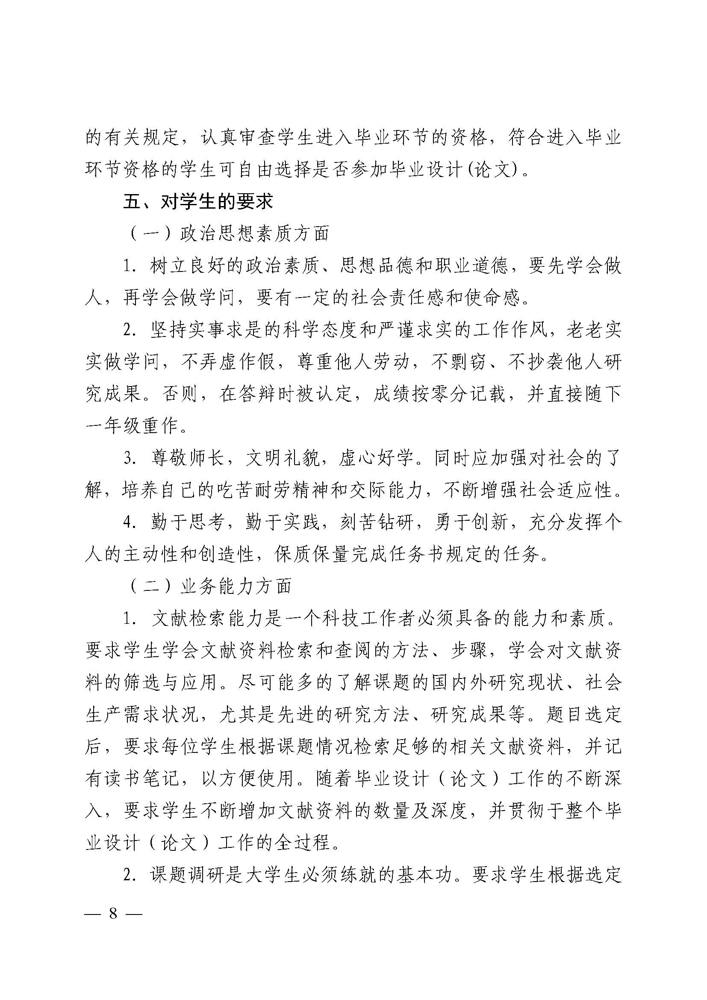 的有关规定，认真审查学生进入毕业环节的资格，符合进入毕业
环节资格的学生可自由选择是否参加毕业设计(论文)。
五、对学生的要求
（一）政治思想素质方面
1. 树立良好的政治素质、思想品德和职业道德，要先学会做
人，再学会做学问，要有一定的社会责任感和使命感。
2. 坚持实事求是的科学态度和严谨求实的工作作风，老老实
实做学问，不弄虚作假，尊重他人劳动，不剽窃、不抄袭他人研
究成果。否则，在答辩时被认定，成绩按零分记载，并直接随下
一年级重作。
3. 尊敬师长，文明礼貌，虚心好学。同时应加强对社会的了
解，培养自己的吃苦耐劳精神和交际能力，不断增强社会适应性。
4. 勤于思考，勤于实践，刻苦钻研，勇于创新，充分发挥个
人的主动性和创造性，保质保量完成任务书规定的任务。
（二）业务能力方面
1. 文献检索能力是一个科技工作者必须具备的能力和素质。
要求学生学会文献资料检索和查阅的方法、步骤，学会对文献资
料的筛选与应用。尽可能多的了解课题的国内外研究现状、社会
生产需求状况，尤其是先进的研究方法、研究成果等。题目选定
后，要求每位学生根据课题情况检索足够的相关文献资料，并记
有读书笔记，以方便使用。随着毕业设计（论文）工作的不断深
入，要求学生不断增加文献资料的数量及深度，并贯彻于整个毕
业设计（论文）工作的全过程。
2. 课题调研是大学生必须练就的基本功。要求学生根据选定
— 8 —